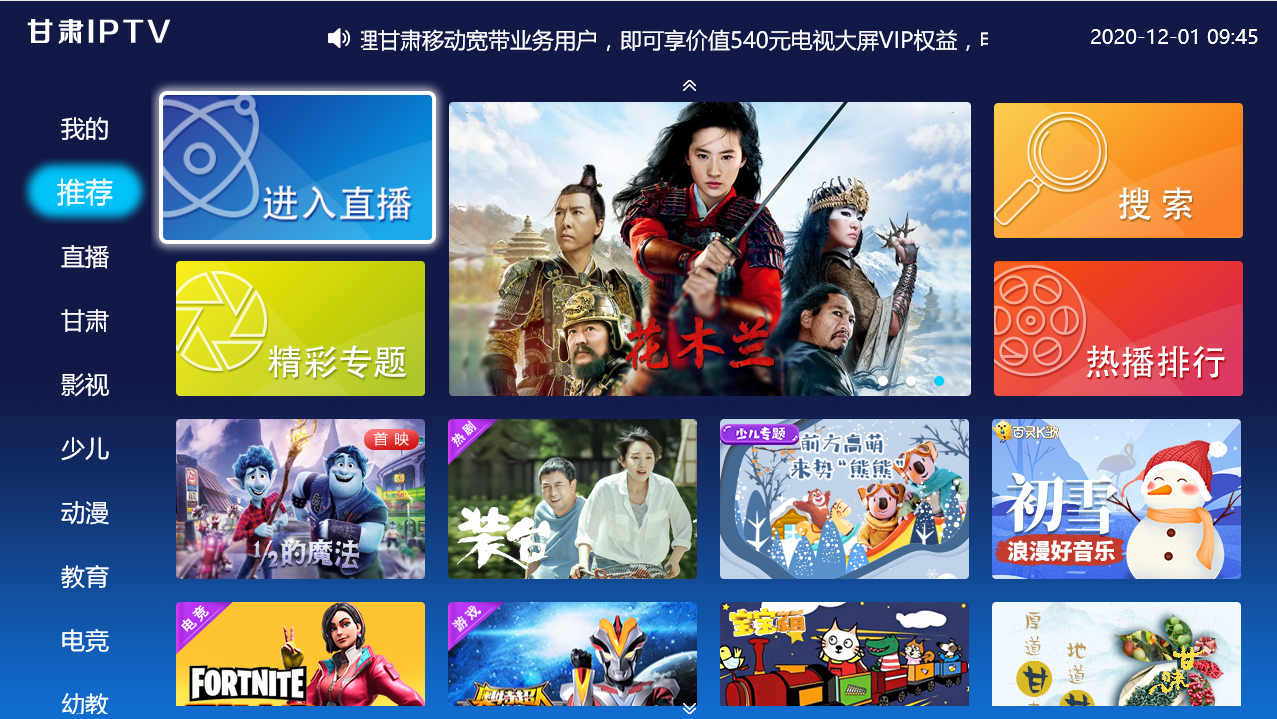 甘肃IPTV
理甘肃移动宽带业务用户，即可享价值540元电视大屏VIP权益，
2020-12-01 09:45
我的
推荐
直播
甘肃
影视
少儿
动漫
教育
电竞
幼教
进入直播
花木兰
搜索
精彩专题
热播排行
首映
1/2的魔法
热剧
装台
少儿专题
前方高萌
来势“熊熊”
百灵K歌
初雪
浪漫好音乐
电竞
FORTNITE
游戏
奥特超人
宝宝
厚道
甘
地道
甘味